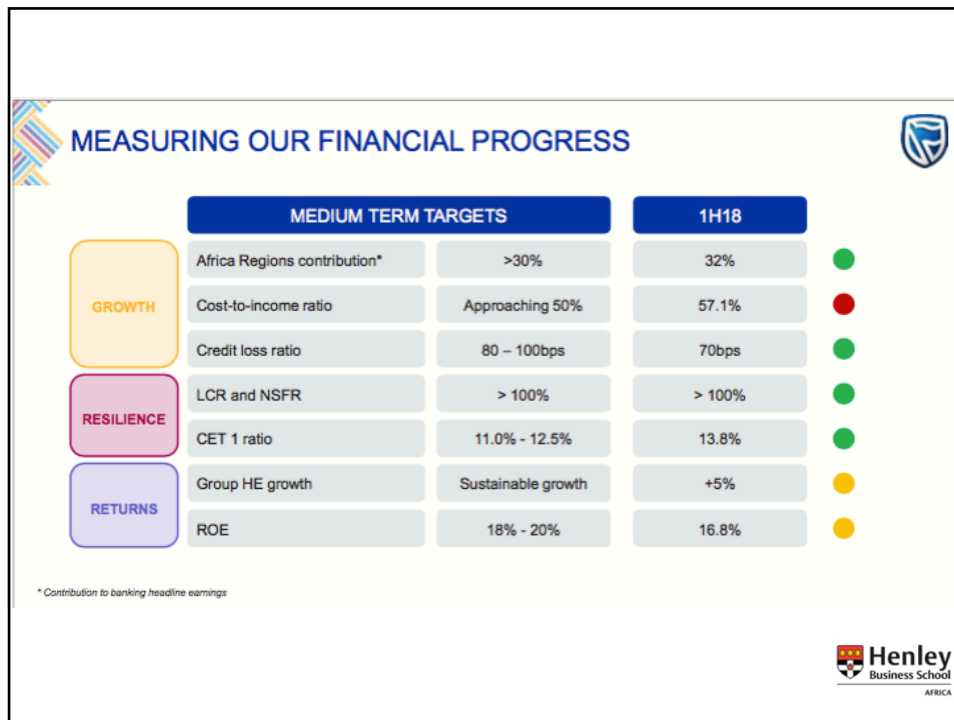 MEASURING OUR FINANCIAL PROGRESS
MEDIUM TERM TARGETS 1H18
GROWTH
Africa Regions contribution* >30% 32%
Cost-to-income ratio Approaching 50% 57.1%
Credit loss ratio 80 – 100bps 70bps
RESILIENCE
LCR and NSFR > 100% > 100%
CET 1 ratio 11.0% - 12.5% 13.8%
RETURNS
Group HE growth Sustainable growth +5%
ROE 18% - 20% 16.8%
* Contribution to banking headline earnings
Henley
Business School
AFRICA